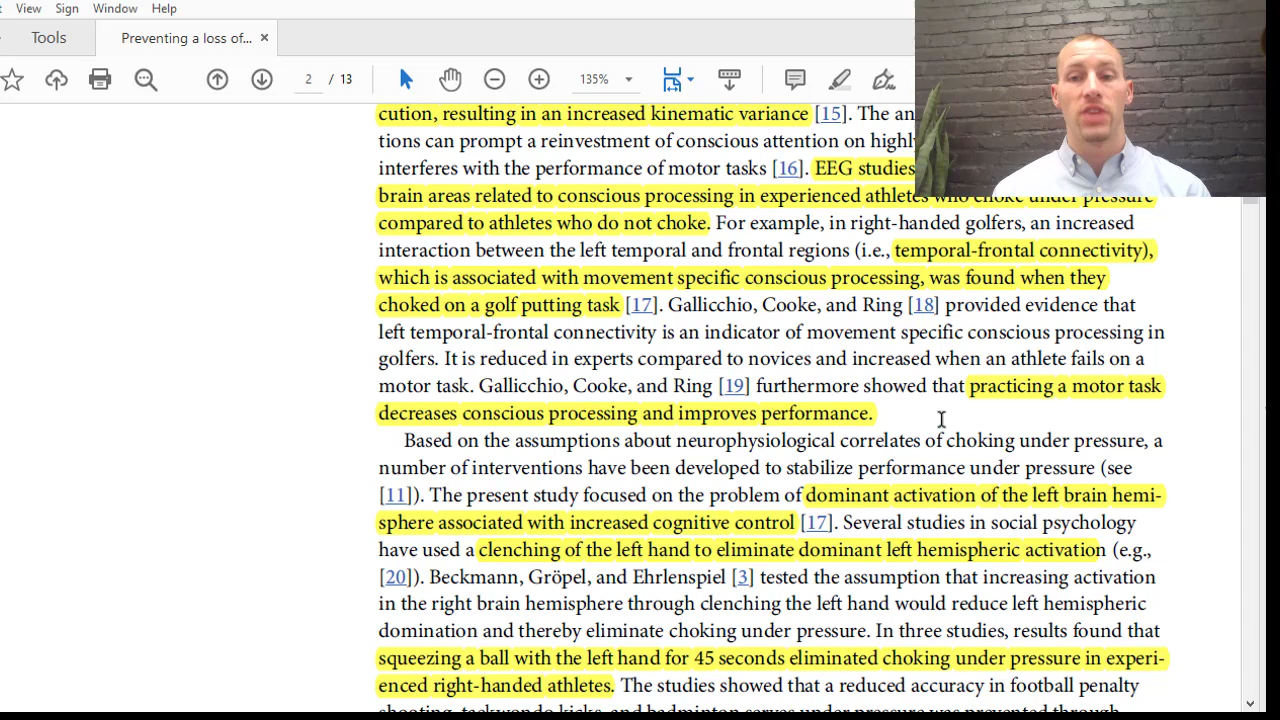 View Sign Window Help
Tools Preventing a loss of... ×
2 / 13 135%
cution, resulting in an increased kinematic variance [15]. The an
tions can prompt a reinvestment of conscious attention on highl
interferes with the performance of motor tasks [16]. EEG studies
brain areas related to conscious processing in experienced athletes who choke under pressure
compared to athletes who do not choke. For example, in right-handed golfers, an increased
interaction between the left temporal and frontal regions (i.e., temporal-frontal connectivity),
which is associated with movement specific conscious processing, was found when they
choked on a golf putting task [17]. Gallicchio, Cooke, and Ring [18] provided evidence that
left temporal-frontal connectivity is an indicator of movement specific conscious processing in
golfers. It is reduced in experts compared to novices and increased when an athlete fails on a
motor task. Gallicchio, Cooke, and Ring [19] furthermore showed that practicing a motor task
decreases conscious processing and improves performance.
Based on the assumptions about neurophysiological correlates of choking under pressure, a
number of interventions have been developed to stabilize performance under pressure (see
[11]). The present study focused on the problem of dominant activation of the left brain hemi-
sphere associated with increased cognitive control [17]. Several studies in social psychology
have used a clenching of the left hand to eliminate dominant left hemispheric activation (e.g.,
[20]). Beckmann, Gröpel, and Ehrlenspiel [3] tested the assumption that increasing activation
in the right brain hemisphere through clenching the left hand would reduce left hemispheric
domination and thereby eliminate choking under pressure. In three studies, results found that
squeezing a ball with the left hand for 45 seconds eliminated choking under pressure in experi-
enced right-handed athletes. The studies showed that a reduced accuracy in football penalty
shooting, taekwondo kicks, and badminton serves under pressure was prevented through